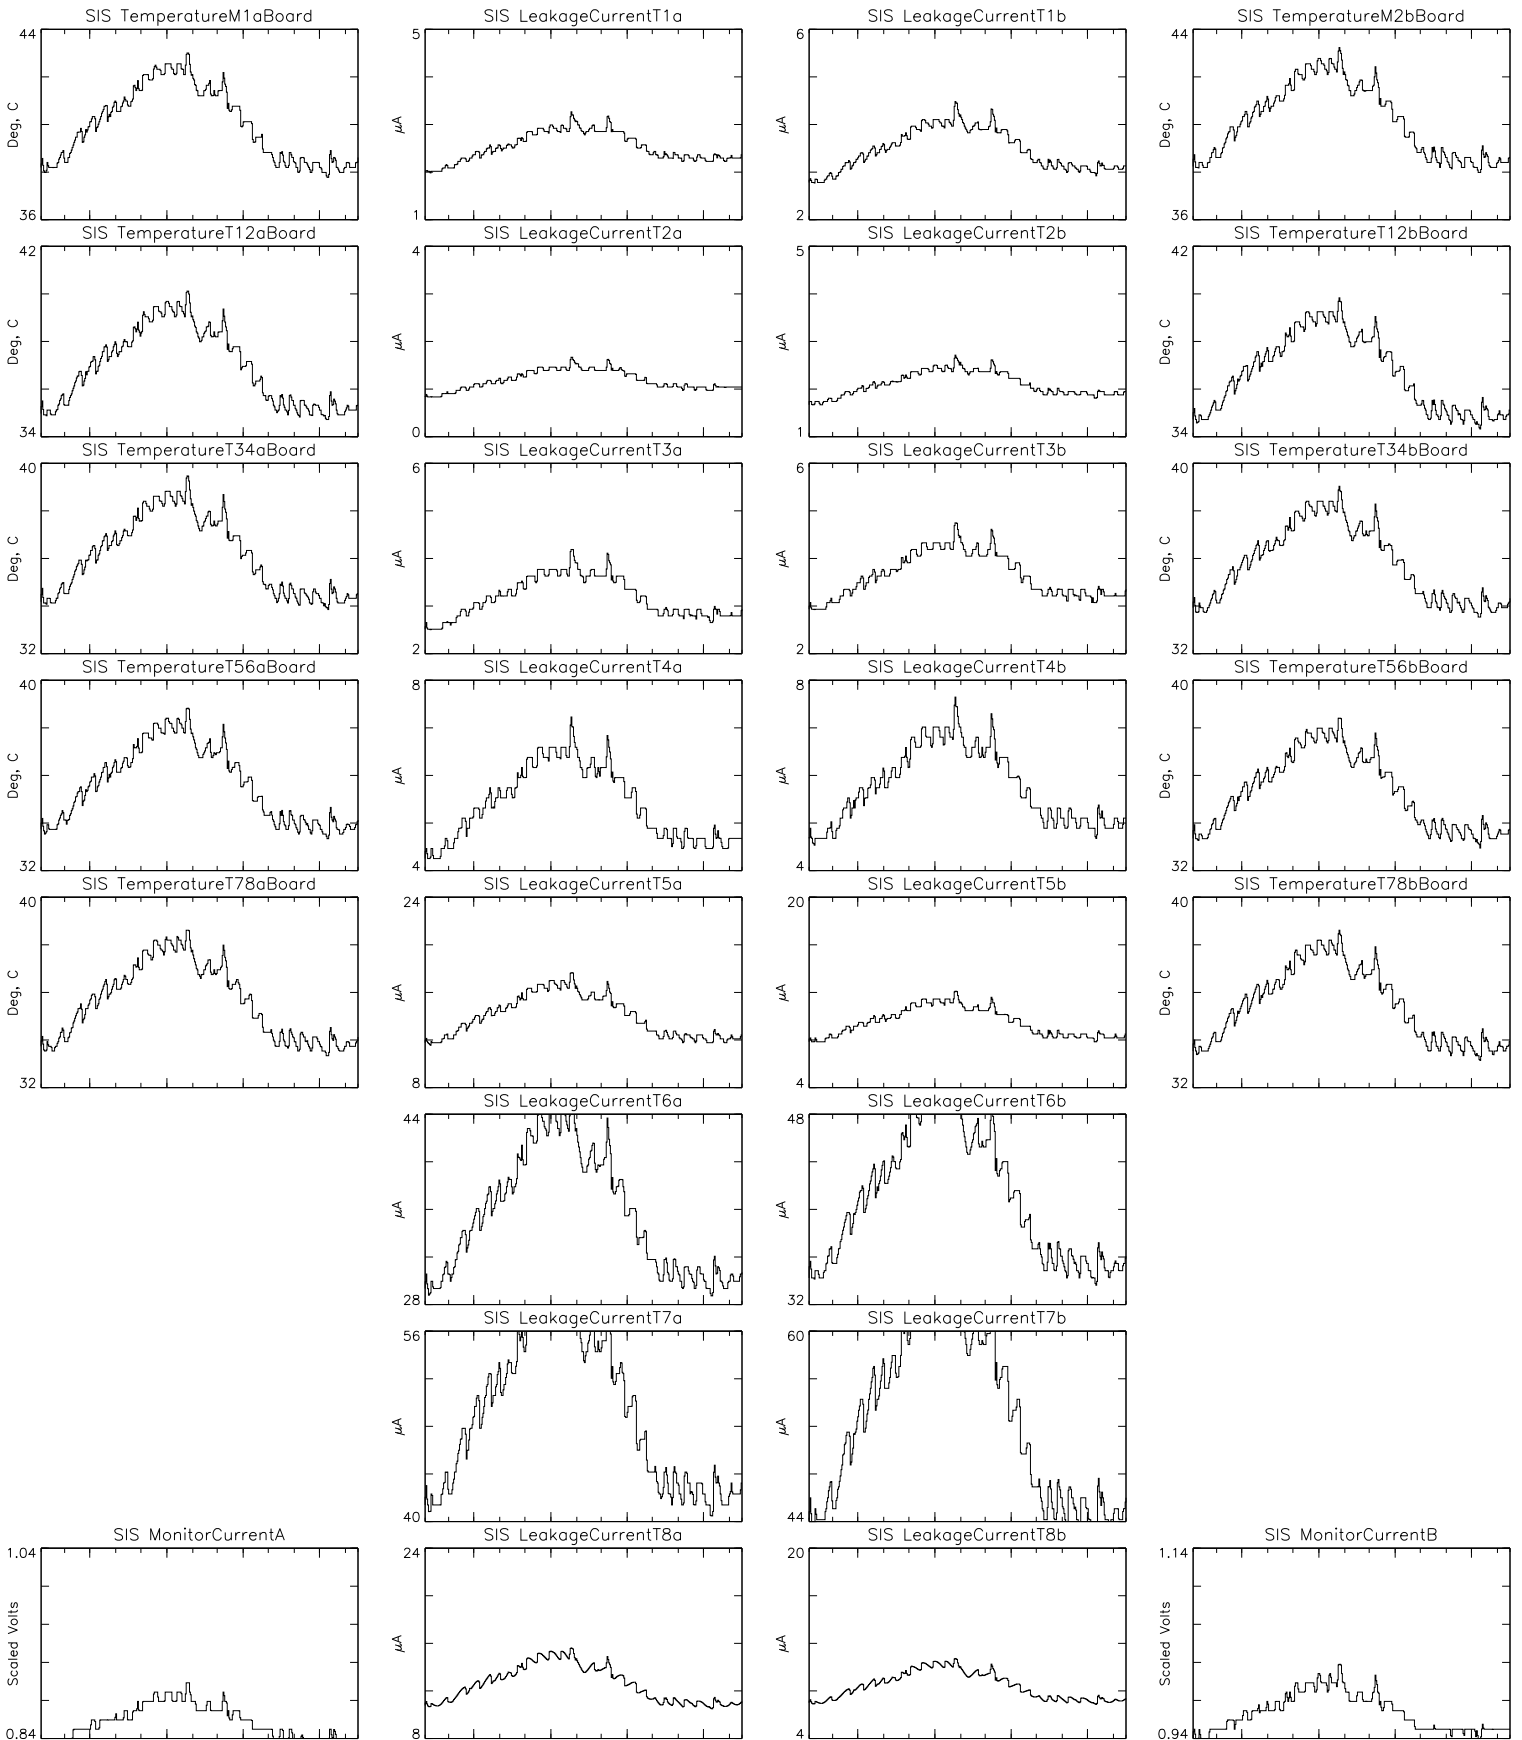 SIS TemperatureM1aBoard SIS LeakageCurrentT1a SIS LeakageCurrentT1b SIS TemperatureM2bBoard
44 5 6 44
Deg, C µA µA Deg, C
36 1 2 36
SIS TemperatureT12aBoard SIS LeakageCurrentT2a SIS LeakageCurrentT2b SIS TemperatureT12bBoard
42 4 5 42
Deg, C µA µA Deg, C
34 0 1 34
SIS TemperatureT34aBoard SIS LeakageCurrentT3a SIS LeakageCurrentT3b SIS TemperatureT34bBoard
40 6 6 40
Deg, C µA µA Deg, C
32 2 2 32
SIS TemperatureT56aBoard SIS LeakageCurrentT4a SIS LeakageCurrentT4b SIS TemperatureT56bBoard
40 8 8 40
Deg, C µA µA Deg, C
32 4 4 32
SIS TemperatureT78aBoard SIS LeakageCurrentT5a SIS LeakageCurrentT5b SIS TemperatureT78bBoard
40 24 20 40
Deg, C µA µA Deg, C
32 8 4 32
SIS LeakageCurrentT6a SIS LeakageCurrentT6b
44 48
µA µA
28 32
SIS LeakageCurrentT7a SIS LeakageCurrentT7b
56 60
µA µA
40 44
SIS MonitorCurrentA SIS LeakageCurrentT8a SIS LeakageCurrentT8b SIS MonitorCurrentB
1.04 24 20 1.14
Scaled Volts µA µA Scaled Volts
0.84 8 4 0.94